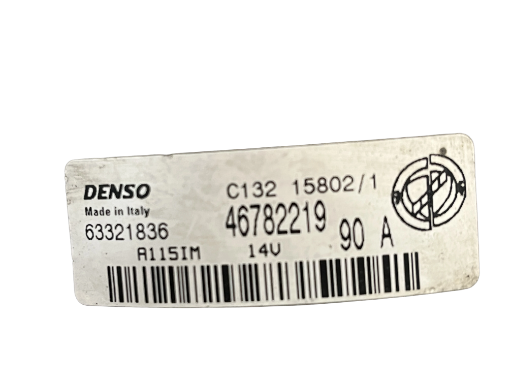 DENSO C132 15802/1
Made in Italy 46782219
63321836 90 A
A115IM 14V